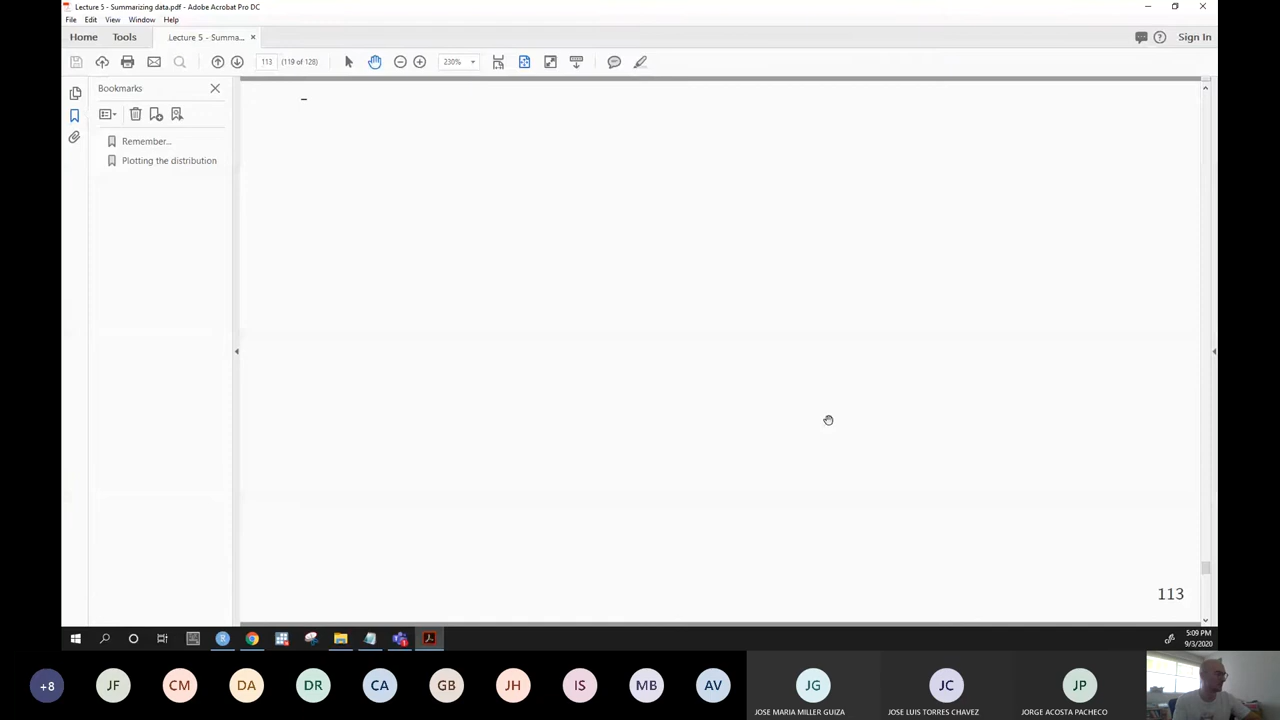 Lecture 5 - Summarizing data.pdf - Adobe Acrobat Pro DC
File Edit View Window Help
Home Tools Lecture 5 - Summa... × Sign In
113 (119 of 128) 230%
Bookmarks
Remember...
Plotting the distribution
–
113
5:09 PM
9/3/2020
+8 JF CM DA DR CA GB JH IS MB AV JG JC JP
JOSE MARIA MILLER GUIZA JOSE LUIS TORRES CHAVEZ JORGE ACOSTA PACHECO